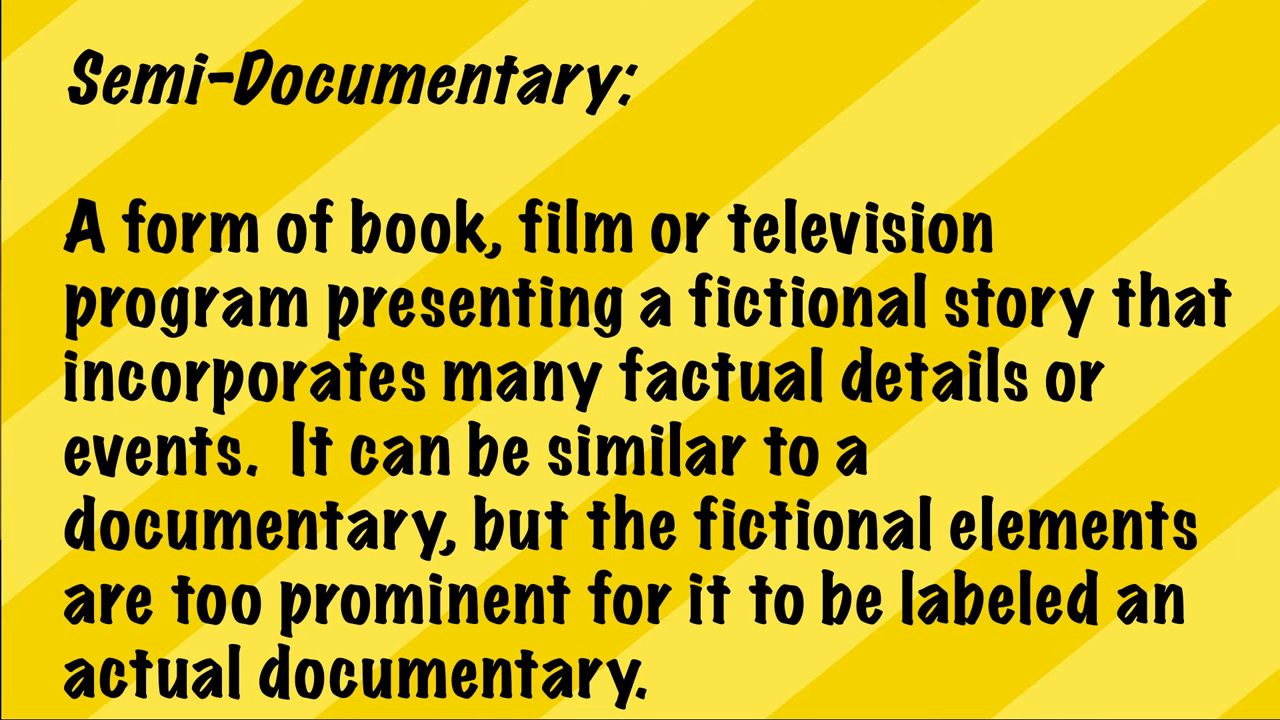 Semi-Documentary:
A form of book, film or television
program presenting a fictional story that
incorporates many factual details or
events.  It can be similar to a
documentary, but the fictional elements
are too prominent for it to be labeled an
actual documentary.